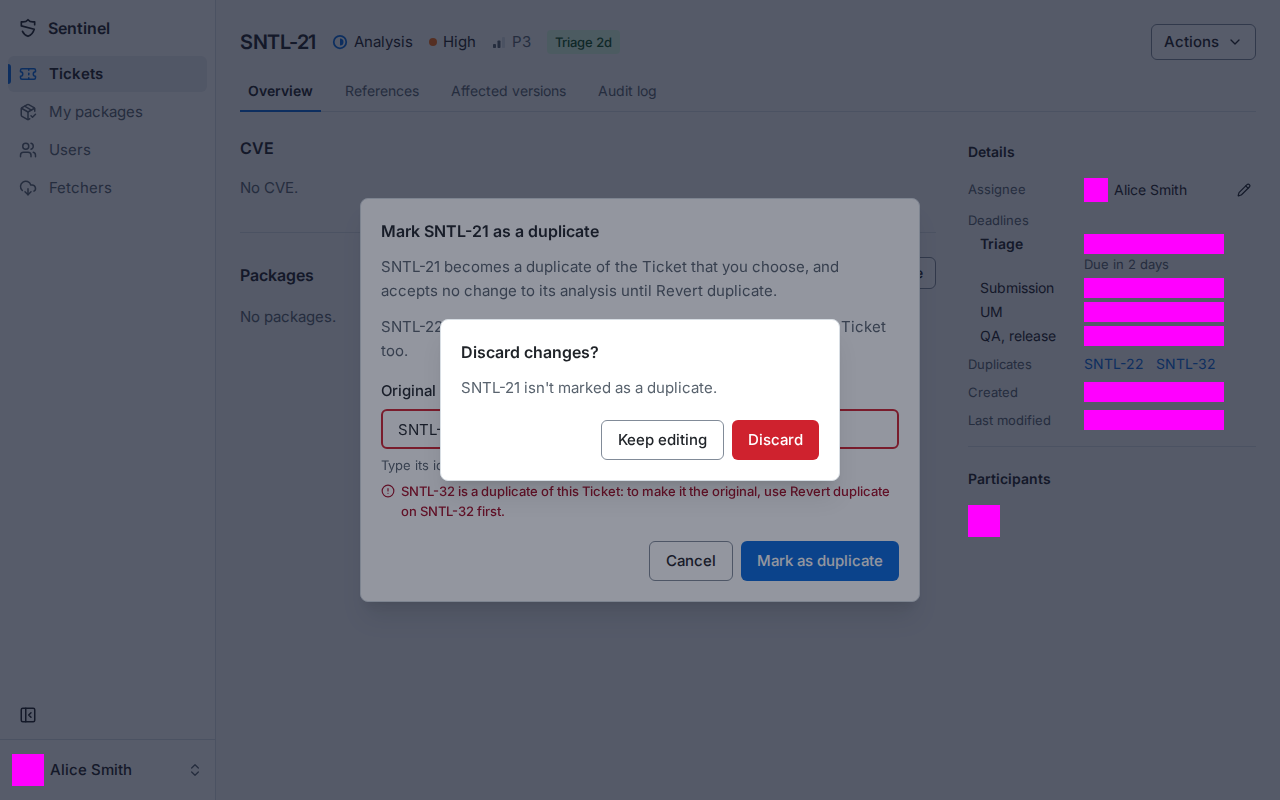 Sentinel
Tickets
My packages
Users
Fetchers
Alice Smith
SNTL-21
Analysis
High
P3
Triage 2d
Actions
Overview
References
Affected versions
Audit log
CVE
No CVE.
Packages
No packages.
Mark SNTL-21 as a duplicate
SNTL-21 becomes a duplicate of the Ticket that you choose, and
accepts no change to its analysis until Revert duplicate.
SNTL-22
Ticket
too.
Original
SNTL-
Type its
SNTL-32 is a duplicate of this Ticket: to make it the original, use Revert duplicate
on SNTL-32 first.
Cancel
Mark as duplicate
Discard changes?
SNTL-21 isn't marked as a duplicate.
Keep editing
Discard
Details
Assignee
Alice Smith
Deadlines
Triage
Due in 2 days
Submission
UM
QA, release
Duplicates
SNTL-22
SNTL-32
Created
Last modified
Participants